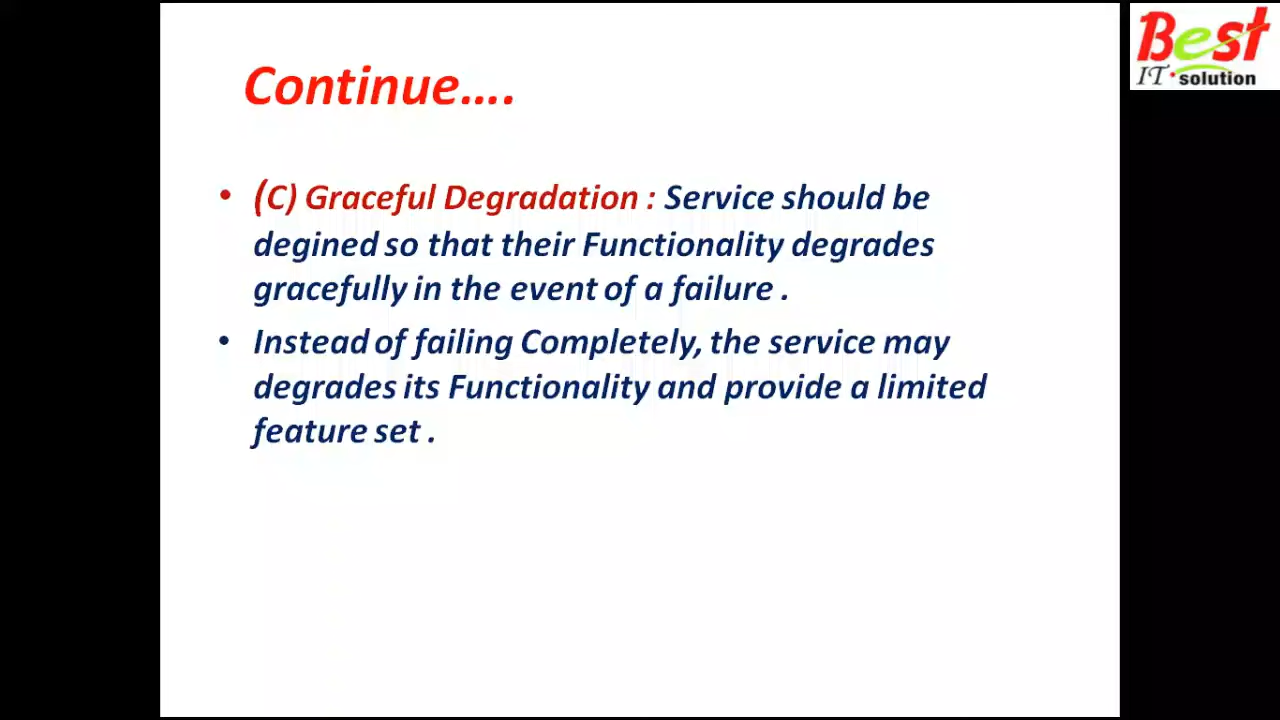 Best
IT solution
Continue....
• (C) Graceful Degradation : Service should be
degined so that their Functionality degrades
gracefully in the event of a failure .
• Instead of failing Completely, the service may
degrades its Functionality and provide a limited
feature set .